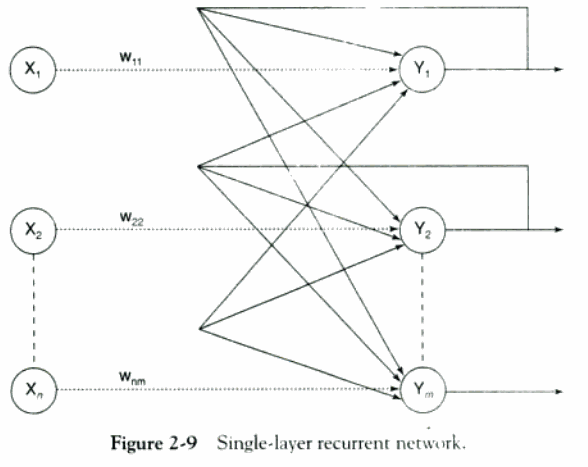 X1 w11 Y1
X2 w22 Y2
Xn wnm Ym
Figure 2-9 Single-layer recurrent network.